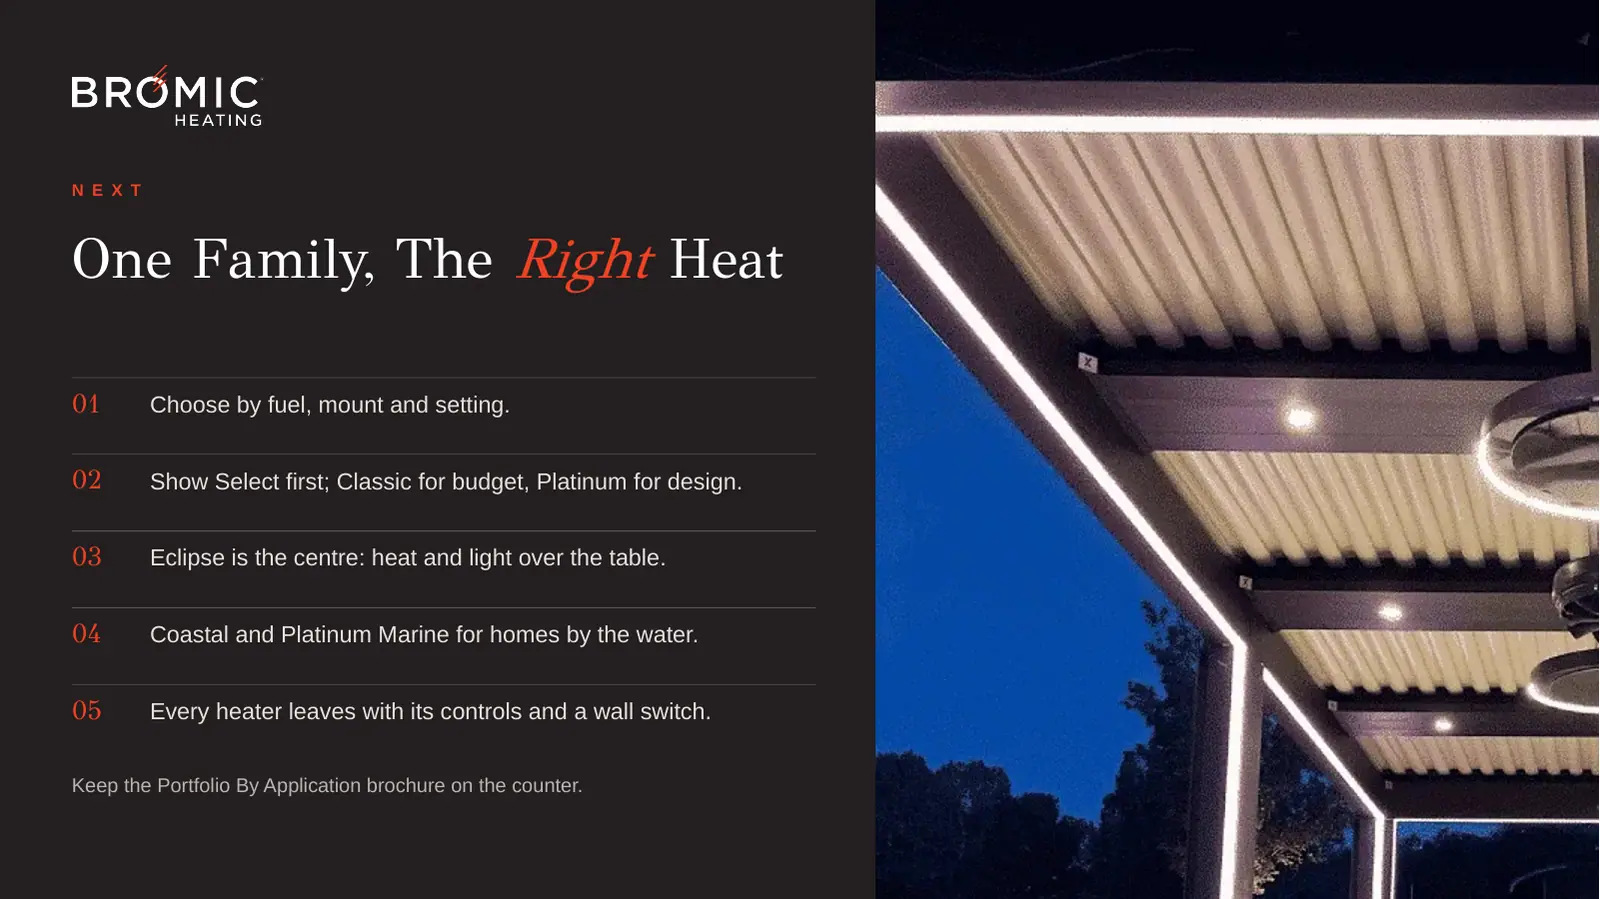 BROMIC
HEATING
NEXT
One Family, The Right Heat
01 Choose by fuel, mount and setting.
02 Show Select first; Classic for budget, Platinum for design.
03 Eclipse is the centre: heat and light over the table.
04 Coastal and Platinum Marine for homes by the water.
05 Every heater leaves with its controls and a wall switch.
Keep the Portfolio By Application brochure on the counter.
X